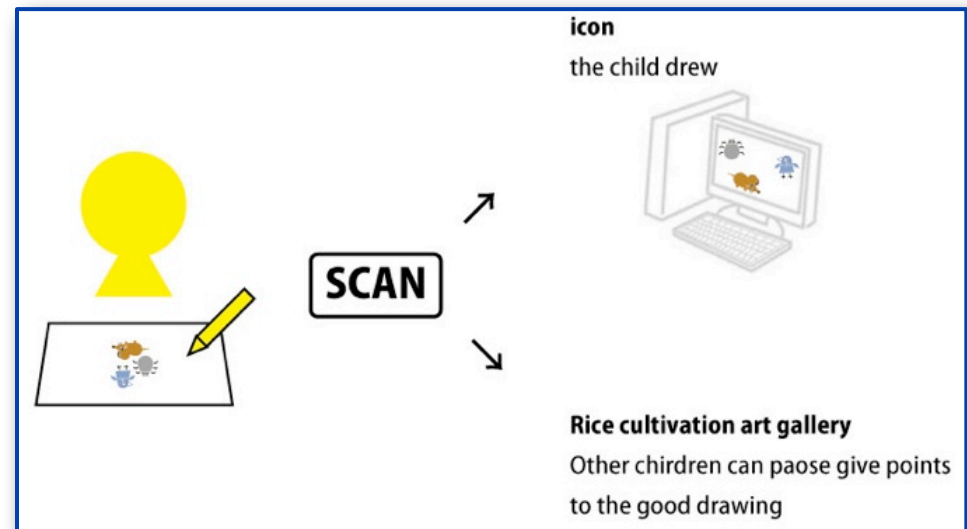 icon
the child drew
SCAN
Rice cultivation art gallery
Other chirdren can paose give points
to the good drawing